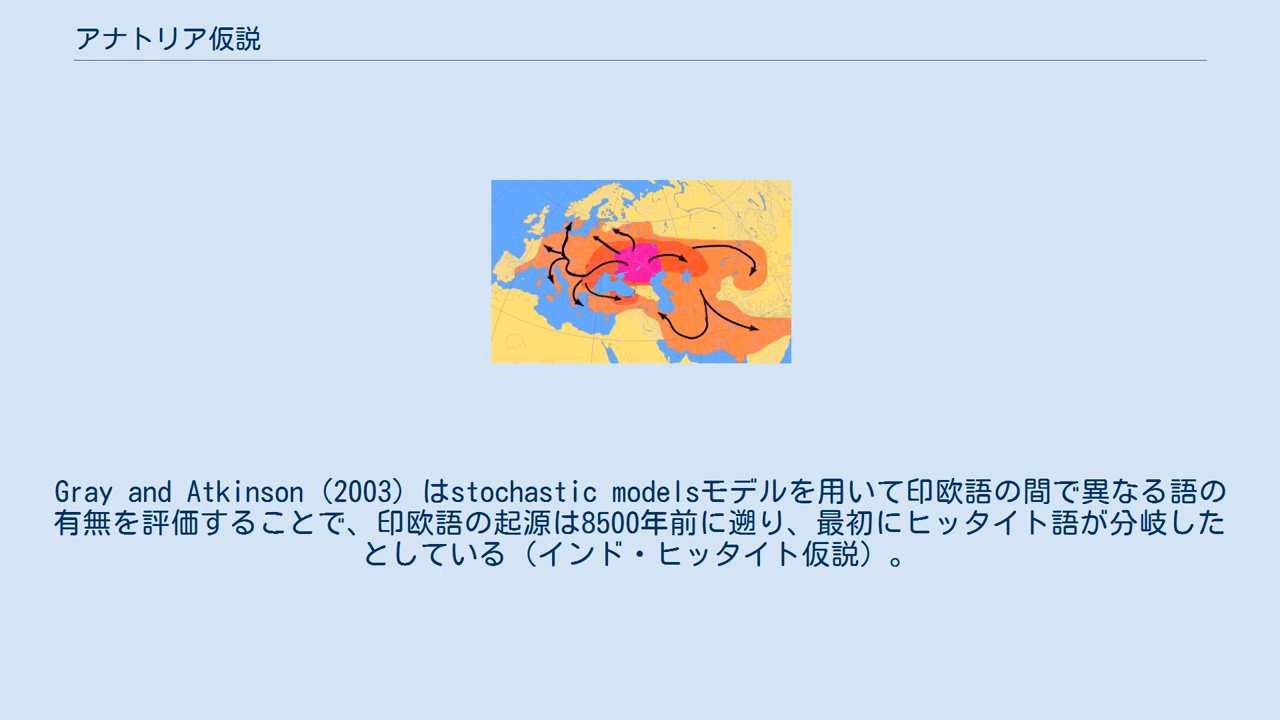 アナトリア仮説
Gray and Atkinson（2003）はstochastic modelsモデルを用いて印欧語の間で異なる語の
有無を評価することで、印欧語の起源は8500年前に遡り、最初にヒッタイト語が分岐した
としている（インド・ヒッタイト仮説）。